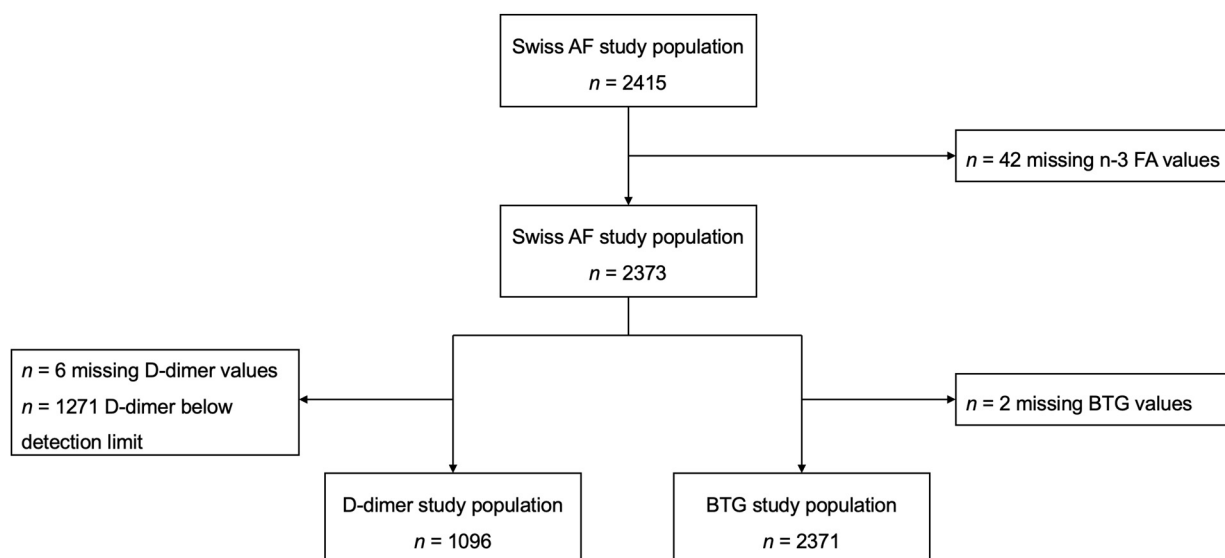 Swiss AF study population
n = 2415
n = 42 missing n-3 FA values
Swiss AF study population
n = 2373
n = 6 missing D-dimer values
n = 1271 D-dimer below
detection limit
n = 2 missing BTG values
D-dimer study population
n = 1096
BTG study population
n = 2371